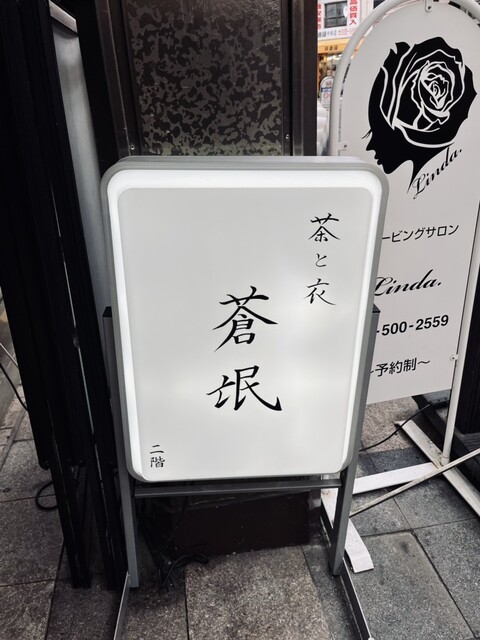 茶と衣
蒼氓
二階
Linda.
ービングサロン
Linda.
-500-2559
〜予約制〜